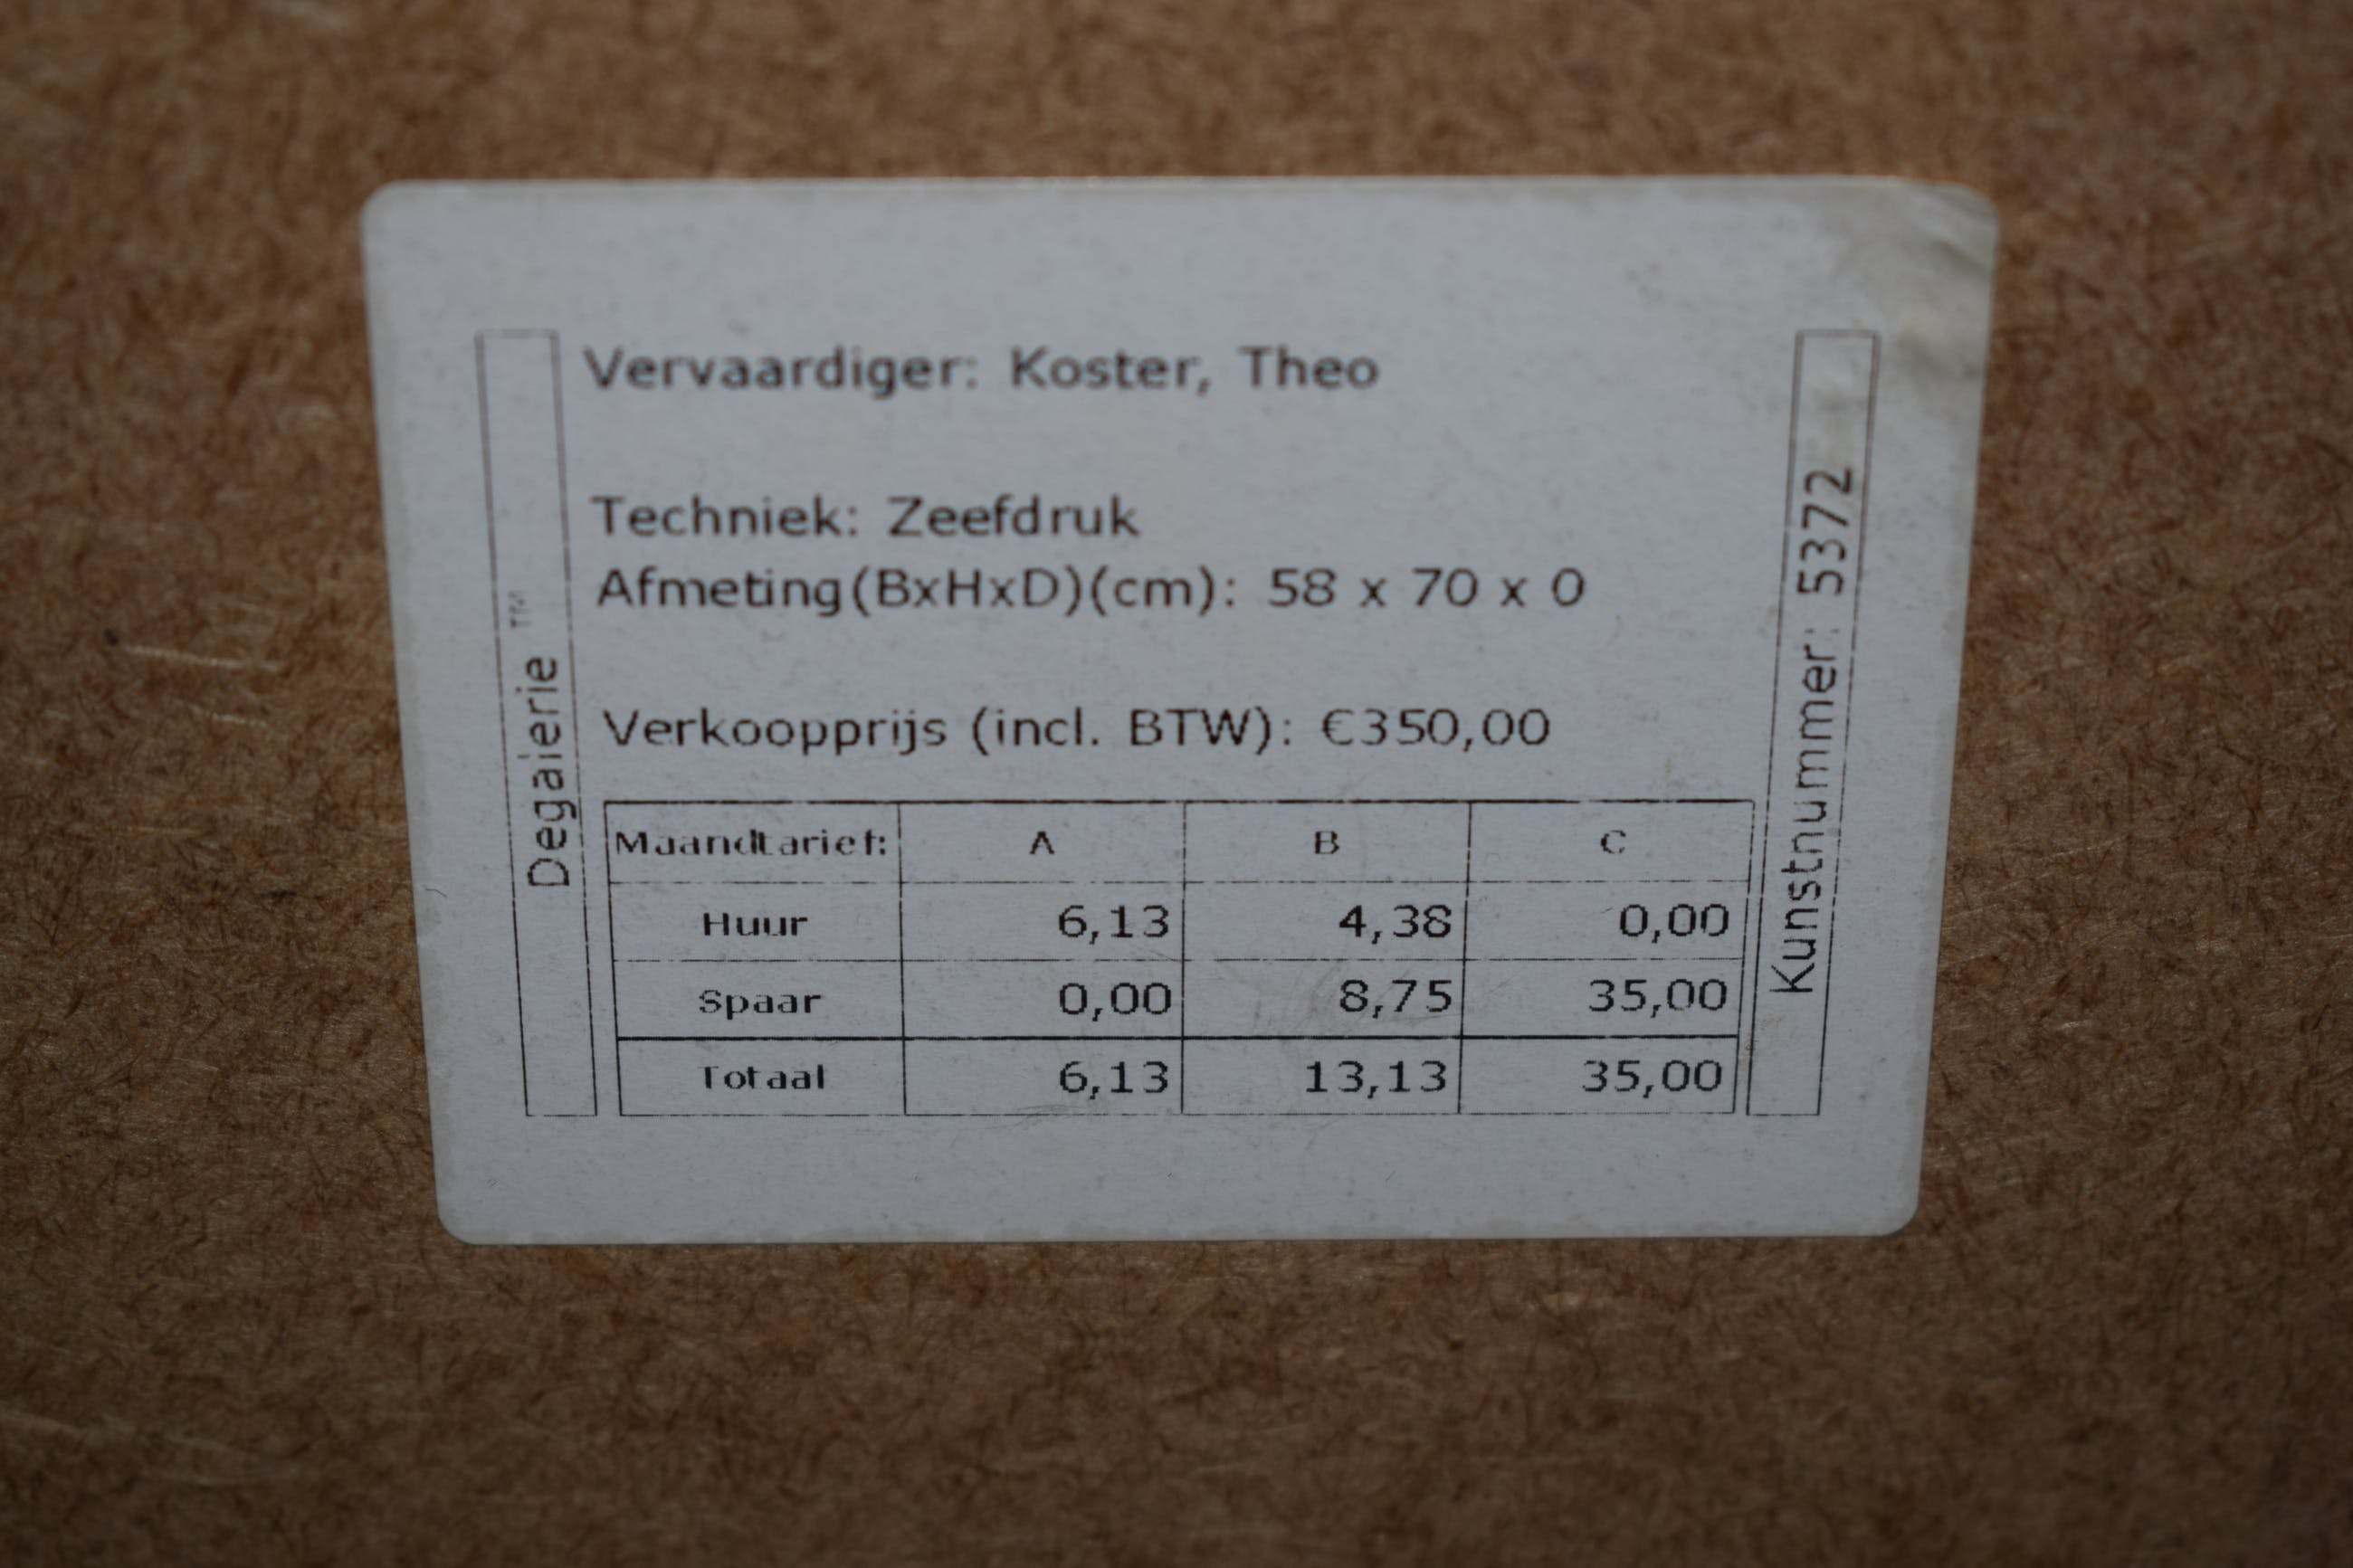 Vervaardiger: Koster, Theo
Techniek: Zeefdruk
Afmeting(BxHxD)(cm): 58 x 70 x 0
Verkoopprijs (incl. BTW): €350,00
Maandtarief: A B C
Huur 6,13 4,38 0,00
Spaar 0,00 8,75 35,00
Totaal 6,13 13,13 35,00
Degaierie ™
Kunstnummer: 5372